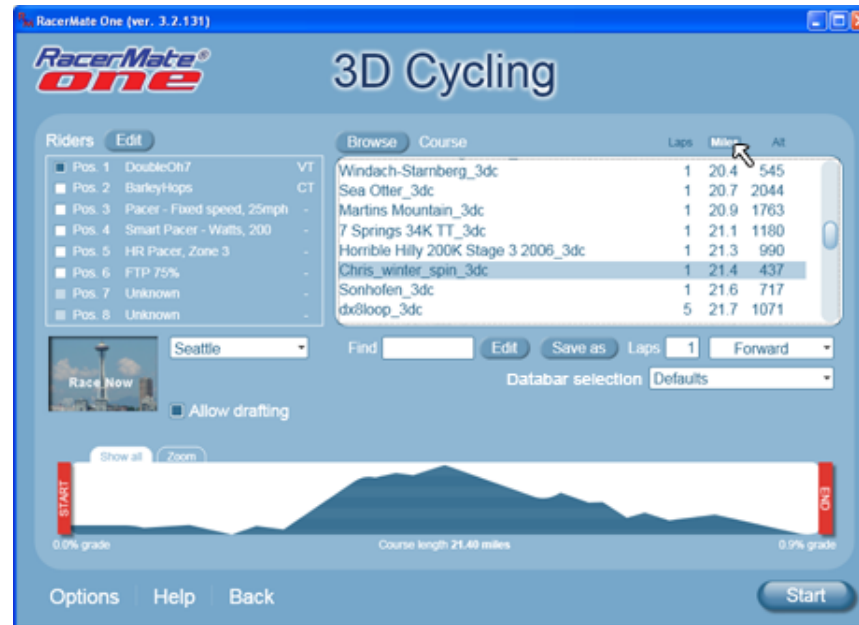 RacerMate One (ver. 3.2.131)
RacerMate®
one
3D Cycling
Riders Edit
Pos. 1 DoubleOh7 VT
Pos. 2 BarleyHops CT
Pos. 3 Pacer - Fixed speed, 25mph -
Pos. 4 Smart Pacer - Watts, 200 -
Pos. 5 HR Pacer, Zone 3 -
Pos. 6 FTP 75% -
Pos. 7 Unknown
Pos. 8 Unknown
Browse Course Laps Miles Alt
Windach-Starnberg_3dc 1 20.4 545
Sea Otter_3dc 1 20.7 2044
Martins Mountain_3dc 1 20.9 1763
7 Springs 34K TT_3dc 1 21.1 1180
Horrible Hilly 200K Stage 3 2006_3dc 1 21.3 990
Chris_winter_spin_3dc 1 21.4 437
Sonhofen_3dc 1 21.6 717
dx8loop_3dc 5 21.7 1071
Race Now
Seattle
Allow drafting
Find Edit Save as Laps 1 Forward
Databar selection Defaults
Show all Zoom
START
END
0.0% grade Course length 21.40 miles 0.9% grade
Options Help Back Start